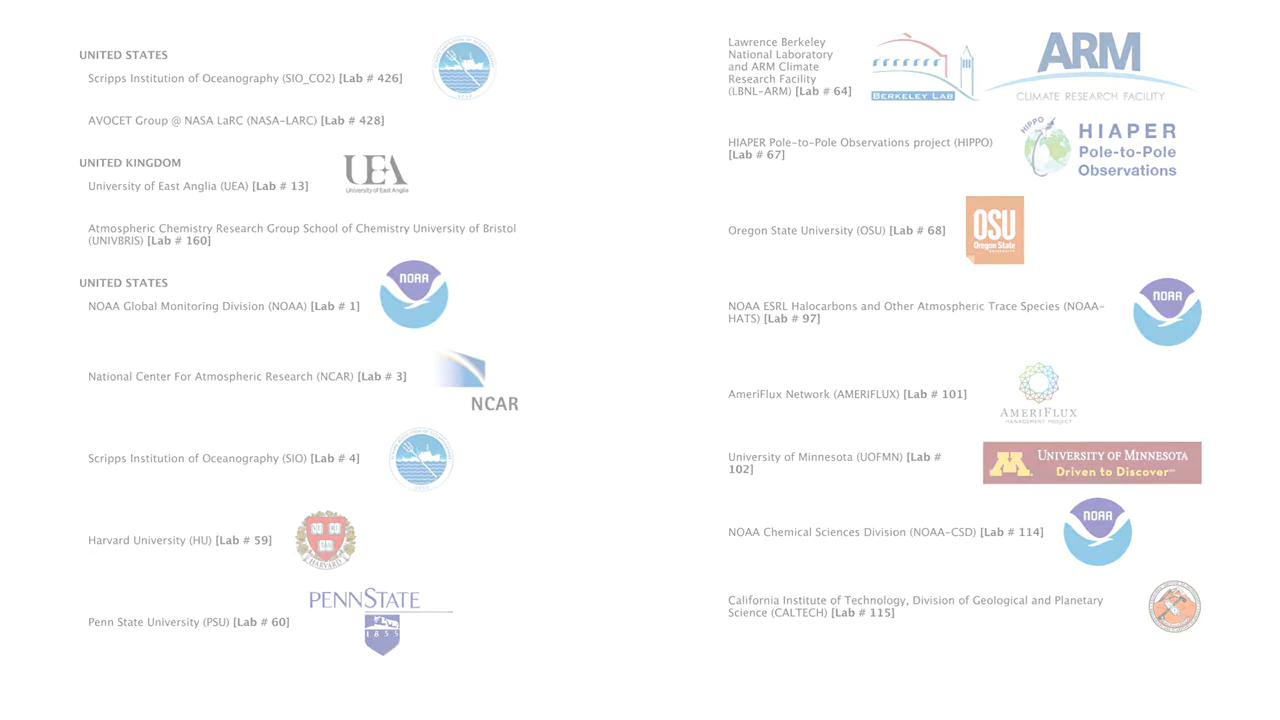 UNITED STATES
Scripps Institution of Oceanography (SIO_CO2) [Lab # 426]
AVOCET Group @ NASA LaRC (NASA-LARC) [Lab # 428]
UNITED KINGDOM
University of East Anglia (UEA) [Lab # 13]
UEA
University of East Anglia
Atmospheric Chemistry Research Group School of Chemistry University of Bristol
(UNIVBRIS) [Lab # 160]
UNITED STATES
NOAA Global Monitoring Division (NOAA) [Lab # 1]
NOAA
National Center For Atmospheric Research (NCAR) [Lab # 3]
NCAR
Scripps Institution of Oceanography (SIO) [Lab # 4]
Harvard University (HU) [Lab # 59]
HARVARD
Penn State University (PSU) [Lab # 60]
PENNSTATE
1855
Lawrence Berkeley
National Laboratory
and ARM Climate
Research Facility
(LBNL-ARM) [Lab # 64]
BERKELEY LAB
ARM
CLIMATE RESEARCH FACILITY
HIAPER Pole-to-Pole Observations project (HIPPO)
[Lab # 67]
HIPPO
HIAPER
Pole-to-Pole
Observations
Oregon State University (OSU) [Lab # 68]
OSU
Oregon State
UNIVERSITY
NOAA ESRL Halocarbons and Other Atmospheric Trace Species (NOAA-
HATS) [Lab # 97]
NOAA
AmeriFlux Network (AMERIFLUX) [Lab # 101]
AMERIFLUX
MANAGEMENT PROJECT
University of Minnesota (UOFMN) [Lab #
102]
M
UNIVERSITY OF MINNESOTA
Driven to Discover
NOAA Chemical Sciences Division (NOAA-CSD) [Lab # 114]
NOAA
California Institute of Technology, Division of Geological and Planetary
Science (CALTECH) [Lab # 115]